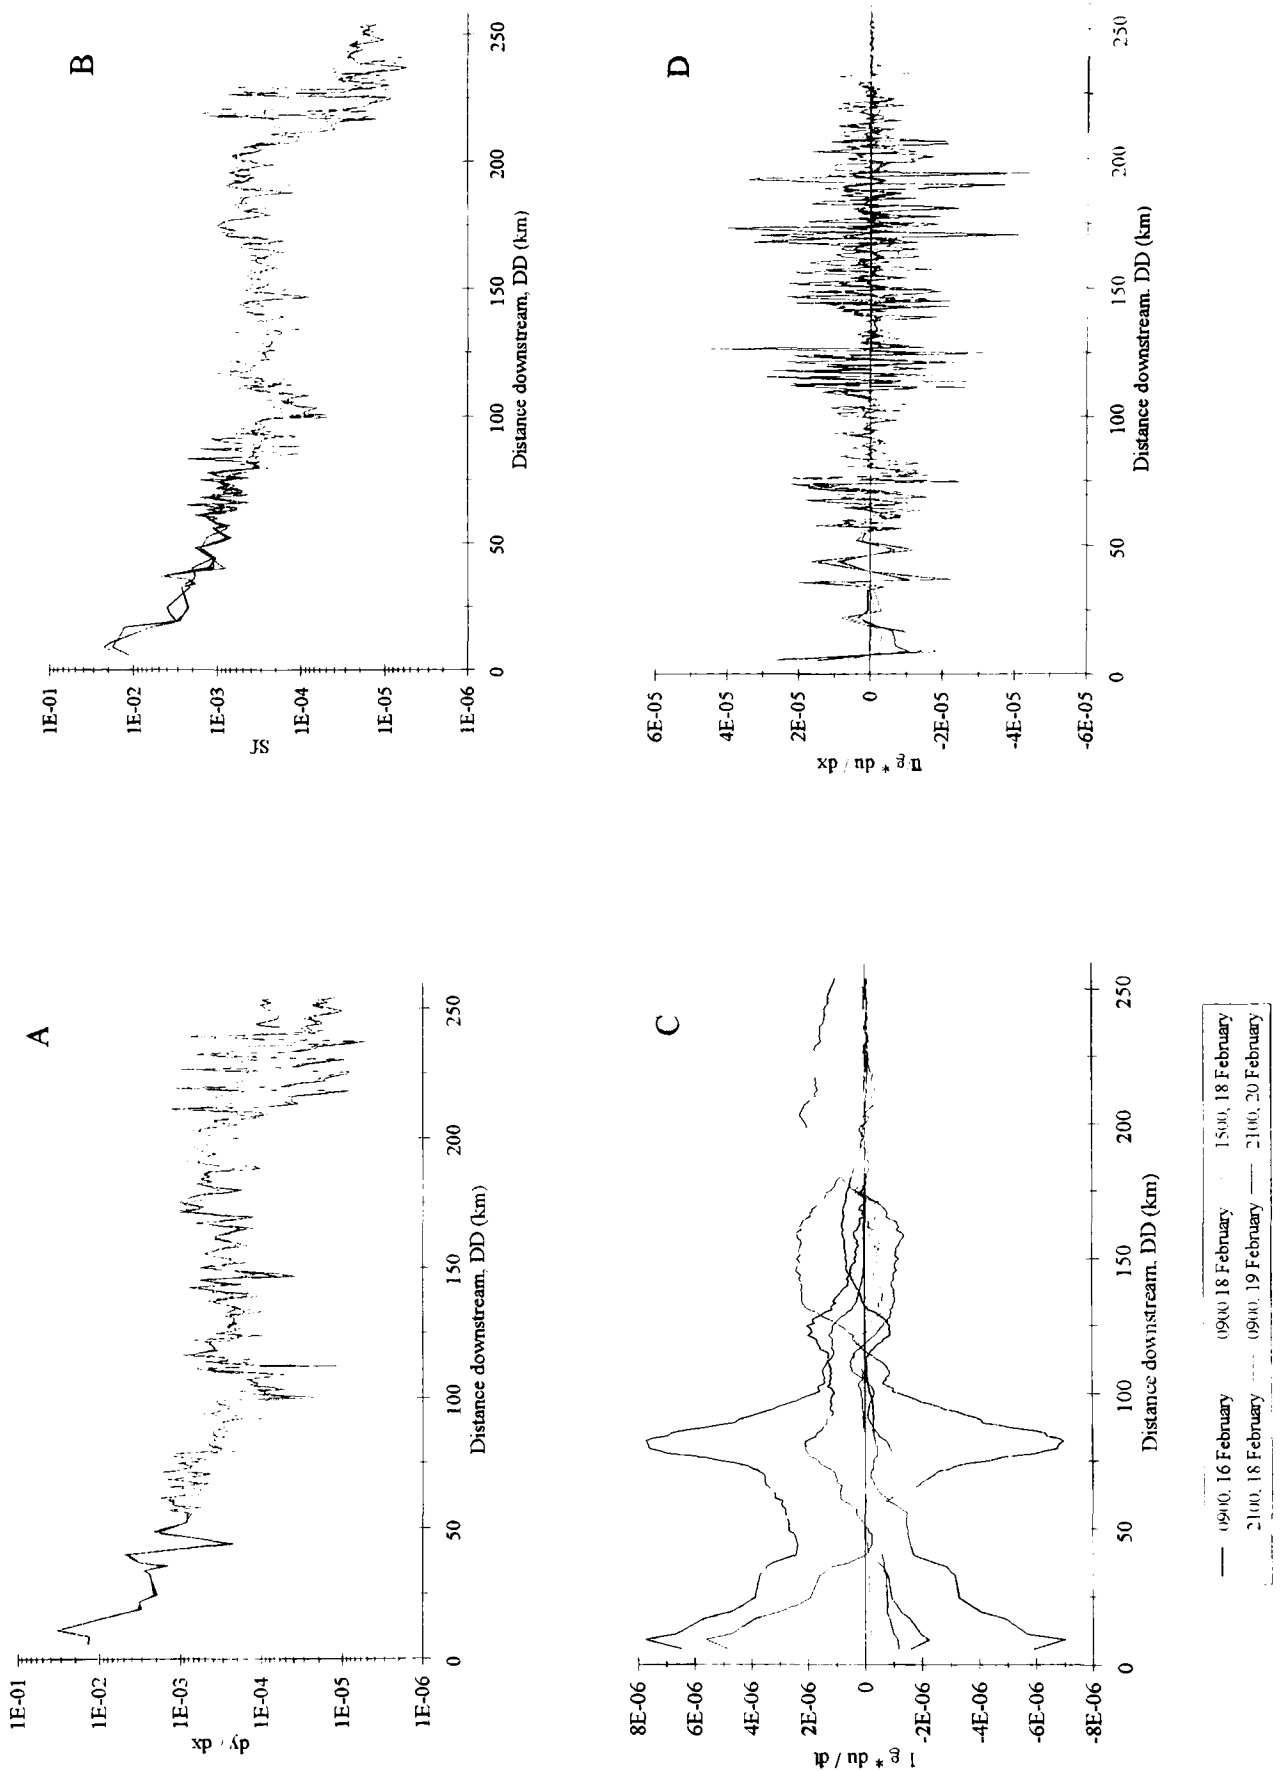 A
1E-01
1E-02
1E-03
1E-04
1E-05
1E-06
dy / dx
0
50
100
150
200
250
Distance downstream, DD (km)
B
1E-01
1E-02
1E-03
1E-04
1E-05
1E-06
Sf
0
50
100
150
200
250
Distance downstream, DD (km)
C
8E-06
6E-06
4E-06
2E-06
0
-2E-06
-4E-06
-6E-06
-8E-06
1 g * du / dt
0
50
100
150
200
250
Distance downstream, DD (km)
D
6E-05
4E-05
2E-05
0
-2E-05
-4E-05
-6E-05
u/g * du / dx
0
50
100
150
200
250
Distance downstream. DD (km)
0900, 16 February 0900 18 February 1500, 18 February
2100, 18 February 0900, 19 February 2100, 20 February